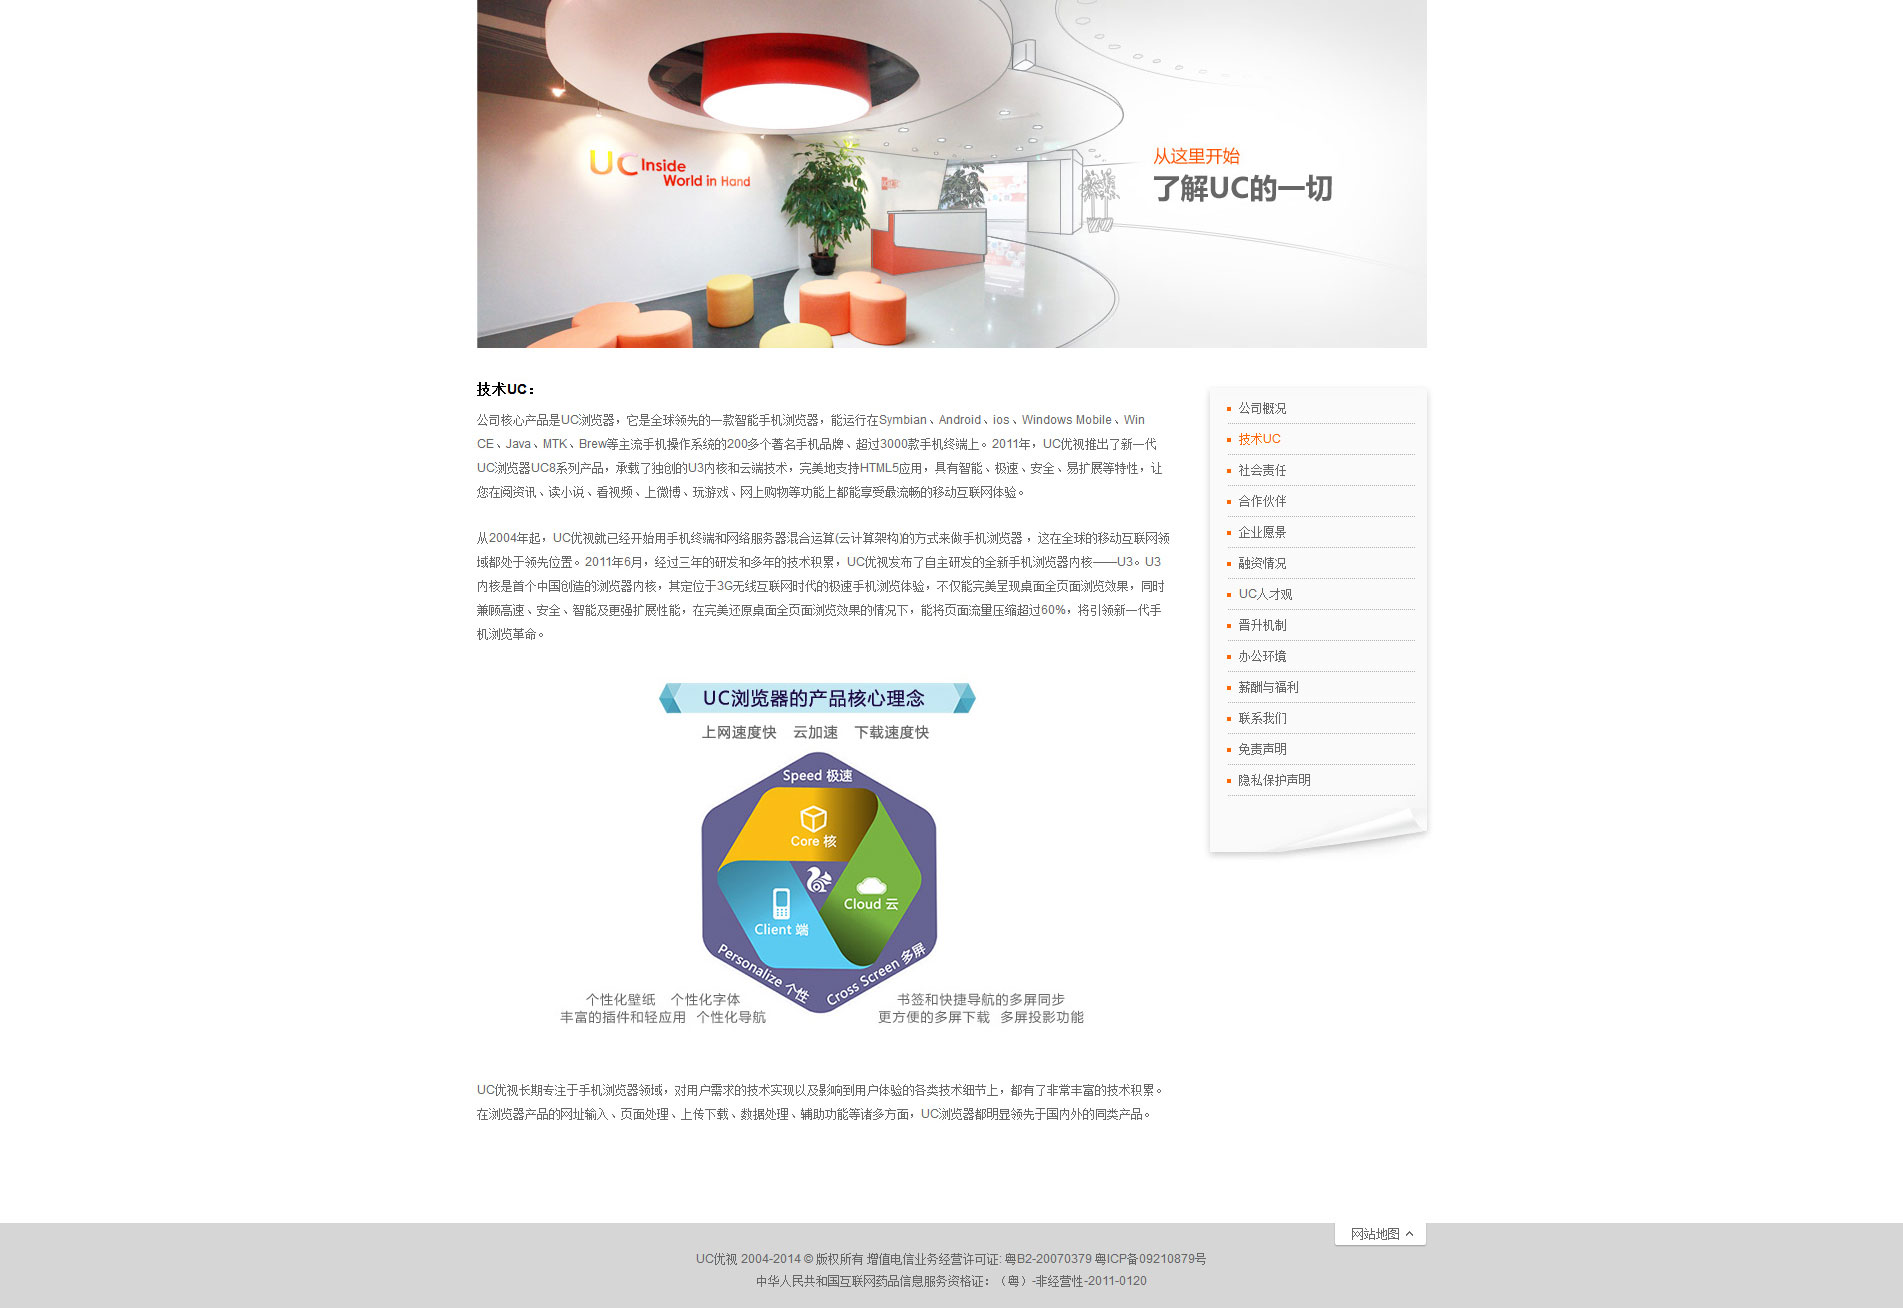 UC Inside
World in Hand
从这里开始
了解UC的一切
技术UC：
公司核心产品是UC浏览器，它是全球领先的一款智能手机浏览器，能运行在Symbian、Android、ios、Windows Mobile、Win
CE、Java、MTK、Brew等主流手机操作系统的200多个著名手机品牌、超过3000款手机终端上。2011年，UC优视推出了新一代
UC浏览器UC8系列产品，承载了独创的U3内核和云端技术，完美地支持HTML5应用，具有智能、极速、安全、易扩展等特性，让
您在阅资讯、读小说、看视频、上微博、玩游戏、网上购物等功能上都能享受最流畅的移动互联网体验。
从2004年起，UC优视就已经开始用手机终端和网络服务器混合运算(云计算架构)的方式来做手机浏览器 ，这在全球的移动互联网领
域都处于领先位置。2011年6月，经过三年的研发和多年的技术积累，UC优视发布了自主研发的全新手机浏览器内核——U3。U3
内核是首个中国创造的浏览器内核，其定位于3G无线互联网时代的极速手机浏览体验，不仅能完美呈现桌面全页面浏览效果，同时
兼顾高速、安全、智能及更强扩展性能，在完美还原桌面全页面浏览效果的情况下，能将页面流量压缩超过60%，将引领新一代手
机浏览革命。
UC浏览器的产品核心理念
上网速度快 云加速 下载速度快
Speed 极速
Core 核
Cloud 云
Client 端
Personalize 个性
Cross Screen 多屏
个性化壁纸 个性化字体
丰富的插件和轻应用 个性化导航
书签和快捷导航的多屏同步
更方便的多屏下载 多屏投影功能
UC优视长期专注于手机浏览器领域，对用户需求的技术实现以及影响到用户体验的各类技术细节上，都有了非常丰富的技术积累。
在浏览器产品的网址输入、页面处理、上传下载、数据处理、辅助功能等诸多方面，UC浏览器都明显领先于国内外的同类产品。
公司概况
技术UC
社会责任
合作伙伴
企业愿景
融资情况
UC人才观
晋升机制
办公环境
薪酬与福利
联系我们
免责声明
隐私保护声明
网站地图
UC优视 2004-2014 © 版权所有 增值电信业务经营许可证: 粤B2-20070379 粤ICP备09210879号
中华人民共和国互联网药品信息服务资格证：（粤）-非经营性-2011-0120